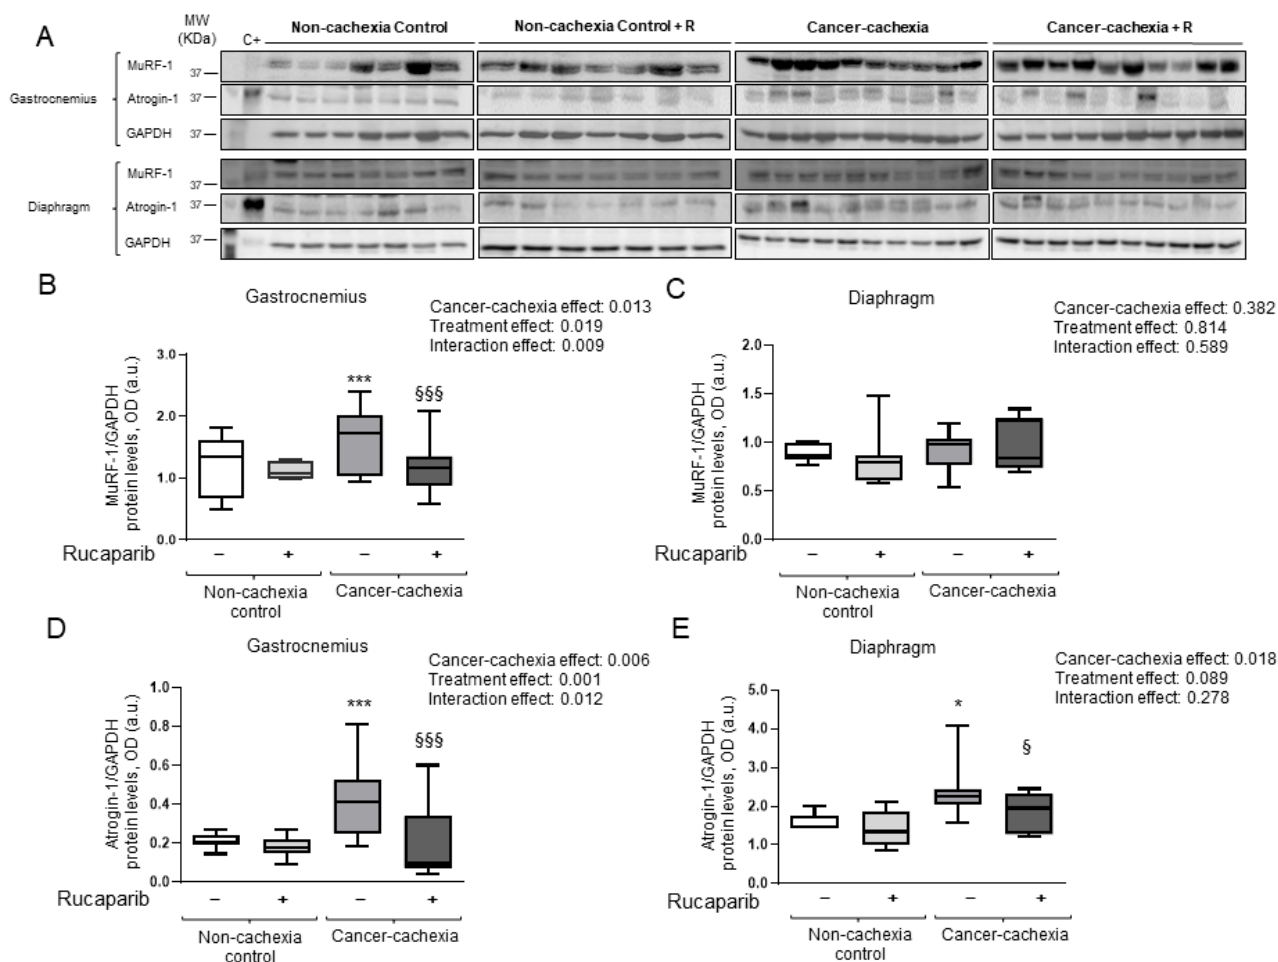 A
MW
(KDa)
C+
Non-cachexia Control
Non-cachexia Control + R
Cancer-cachexia
Cancer-cachexia + R
Gastrocnemius
MuRF-1
37
Atrogin-1
37
GAPDH
37
Diaphragm
MuRF-1
37
Atrogin-1
37
GAPDH
37
B
Gastrocnemius
Cancer-cachexia effect: 0.013
Treatment effect: 0.019
Interaction effect: 0.009
MuRF-1/GAPDH
protein levels, OD (a.u.)
3.0
2.0
1.0
0.0
***
§§§
Rucaparib
– + – +
Non-cachexia
control
Cancer-cachexia
C
Diaphragm
Cancer-cachexia effect: 0.382
Treatment effect: 0.814
Interaction effect: 0.589
MuRF-1/GAPDH
protein levels, OD (a.u.)
2.0
1.5
1.0
0.5
0.0
Rucaparib
– + – +
Non-cachexia
control
Cancer-cachexia
D
Gastrocnemius
Cancer-cachexia effect: 0.006
Treatment effect: 0.001
Interaction effect: 0.012
Atrogin-1/GAPDH
protein levels, OD (a.u.)
1.0
0.8
0.6
0.4
0.2
0.0
***
§§§
Rucaparib
– + – +
Non-cachexia
control
Cancer-cachexia
E
Diaphragm
Cancer-cachexia effect: 0.018
Treatment effect: 0.089
Interaction effect: 0.278
Atrogin-1/GAPDH
protein levels, OD (a.u.)
5.0
4.0
3.0
2.0
1.0
0.0
*
§
Rucaparib
– + – +
Non-cachexia
control
Cancer-cachexia